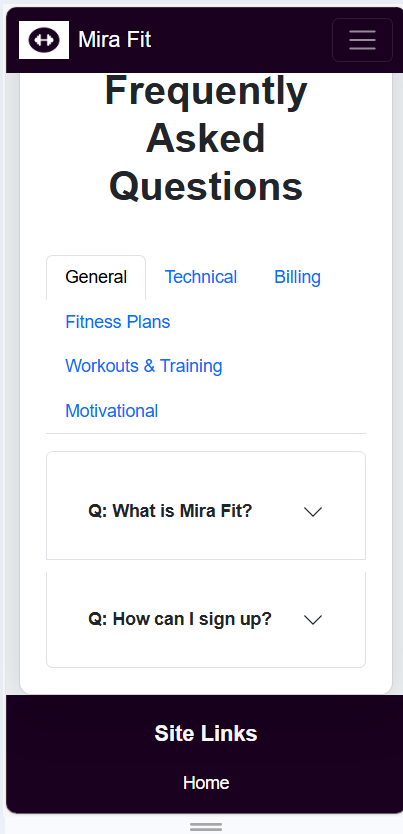 Mira Fit
Frequently
Asked
Questions
General Technical Billing
Fitness Plans
Workouts & Training
Motivational
Q: What is Mira Fit?
Q: How can I sign up?
Site Links
Home